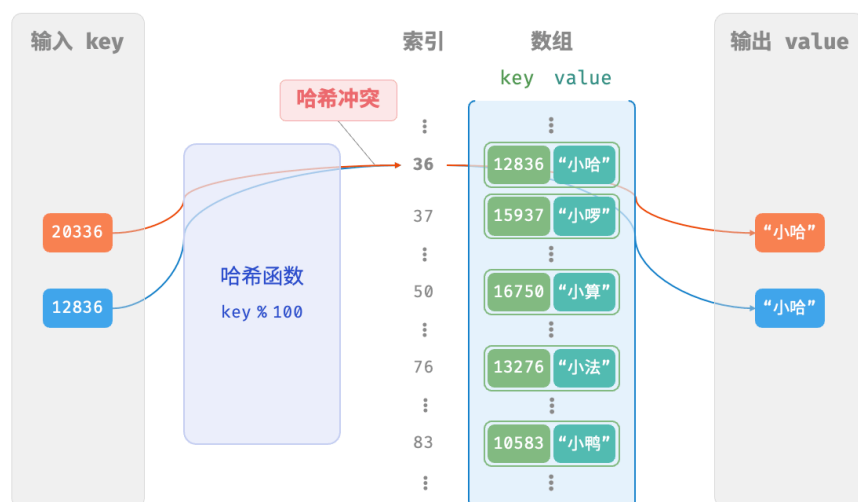 输入 key
索引
数组
输出 value
key value
哈希冲突
36
12836 “小哈”
37
15937 “小啰”
20336
“小哈”
哈希函数
key % 100
50
16750 “小算”
12836
“小哈”
76
13276 “小法”
83
10583 “小鸭”